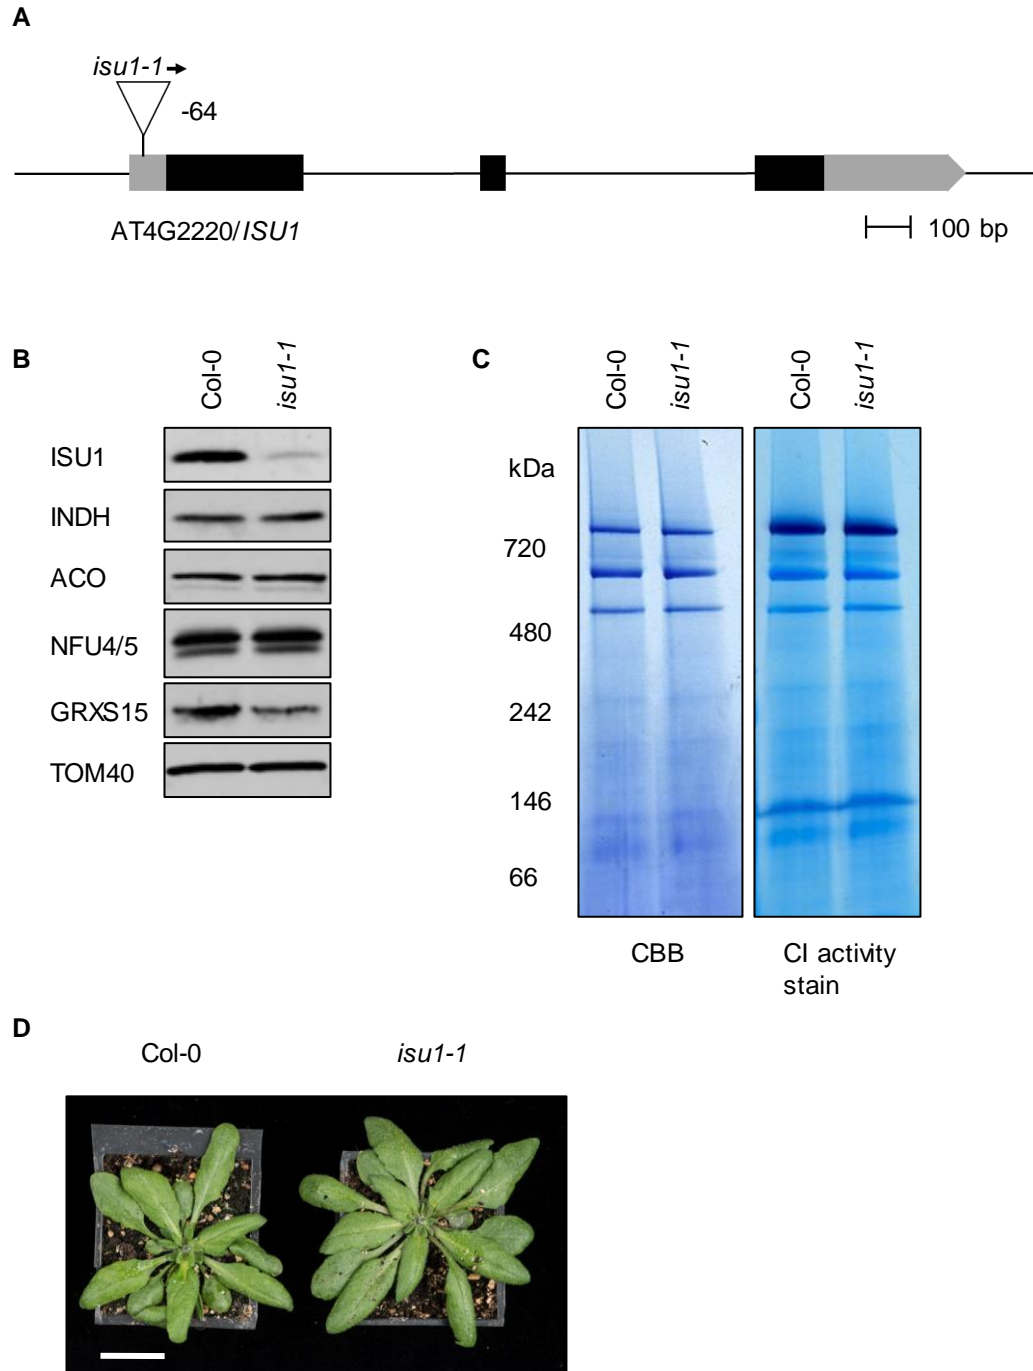 A
isu1-1
-64
AT4G2220/ISU1
100 bp
B
Col-0
isu1-1
ISU1
INDH
ACO
NFU4/5
GRXS15
TOM40
C
Col-0
isu1-1
Col-0
isu1-1
kDa
720
480
242
146
66
CBB
CI activity
stain
D
Col-0
isu1-1